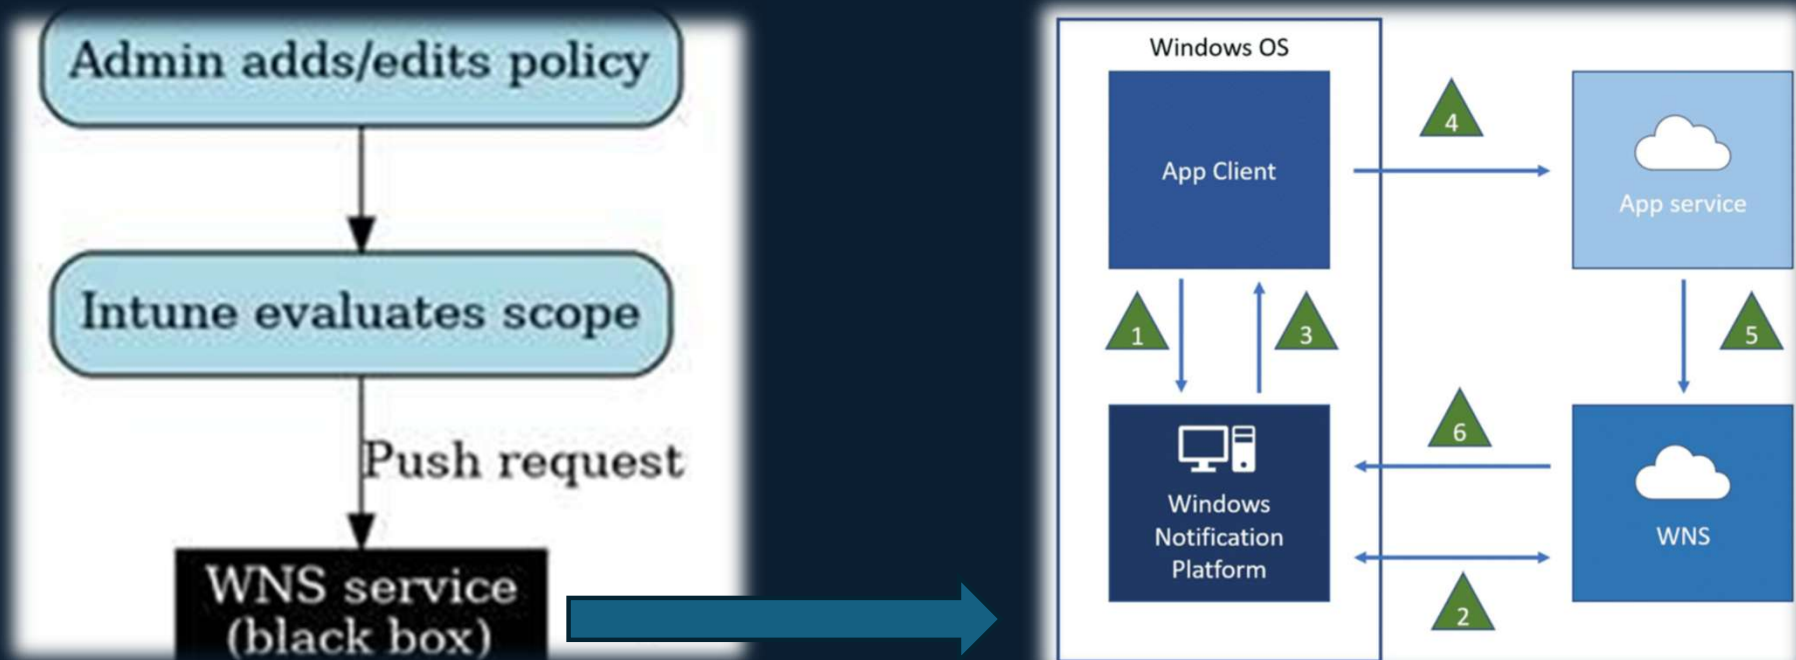 Admin adds/edits policy
Intune evaluates scope
Push request
WNS service
(black box)
Windows OS
App Client
4
App service
1
3
5
Windows
Notification
Platform
6
WNS
2